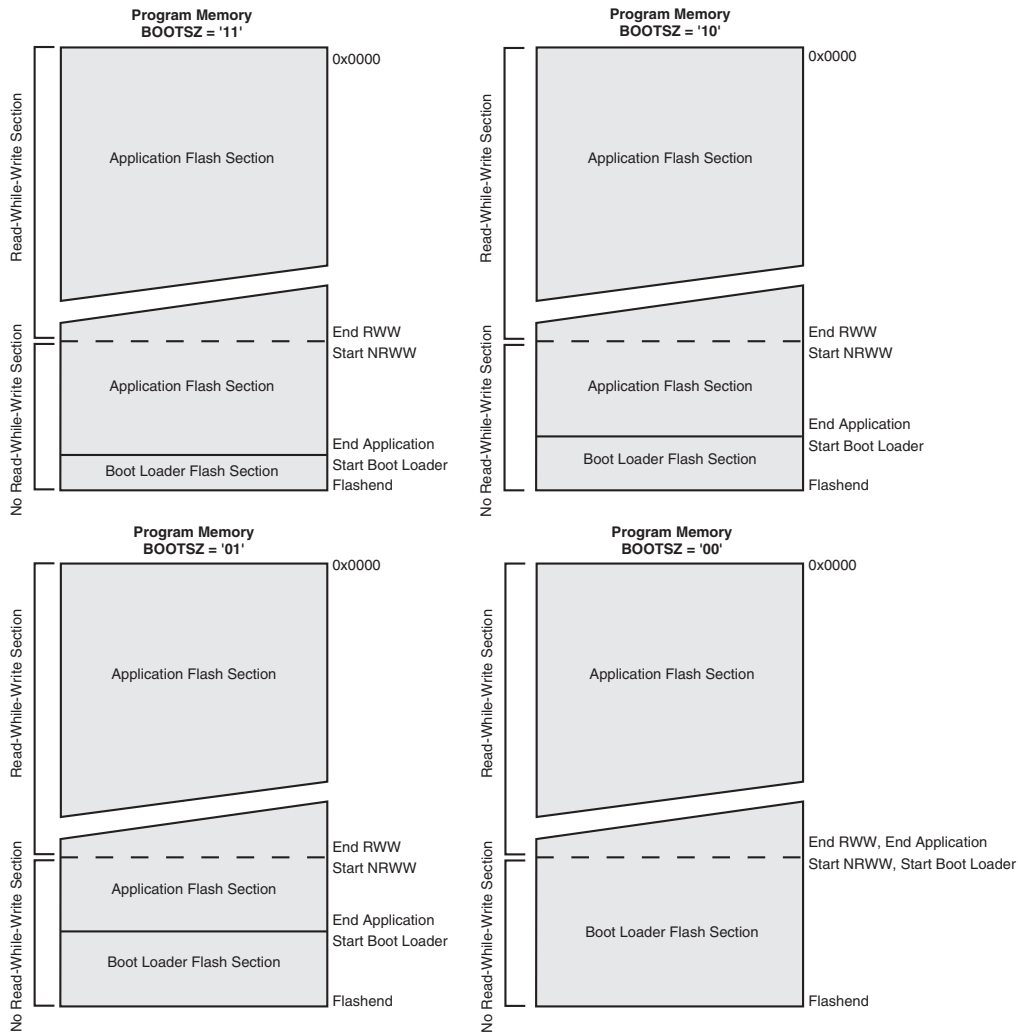 Program Memory
BOOTSZ = '11'
0x0000
Read-While-Write Section
Application Flash Section
End RWW
Start NRWW
No Read-While-Write Section
Application Flash Section
End Application
Start Boot Loader
Boot Loader Flash Section
Flashend
Program Memory
BOOTSZ = '10'
0x0000
Read-While-Write Section
Application Flash Section
End RWW
Start NRWW
No Read-While-Write Section
Application Flash Section
End Application
Start Boot Loader
Boot Loader Flash Section
Flashend
Program Memory
BOOTSZ = '01'
0x0000
Read-While-Write Section
Application Flash Section
End RWW
Start NRWW
No Read-While-Write Section
Application Flash Section
End Application
Start Boot Loader
Boot Loader Flash Section
Flashend
Program Memory
BOOTSZ = '00'
0x0000
Read-While-Write Section
Application Flash Section
End RWW, End Application
Start NRWW, Start Boot Loader
No Read-While-Write Section
Boot Loader Flash Section
Flashend